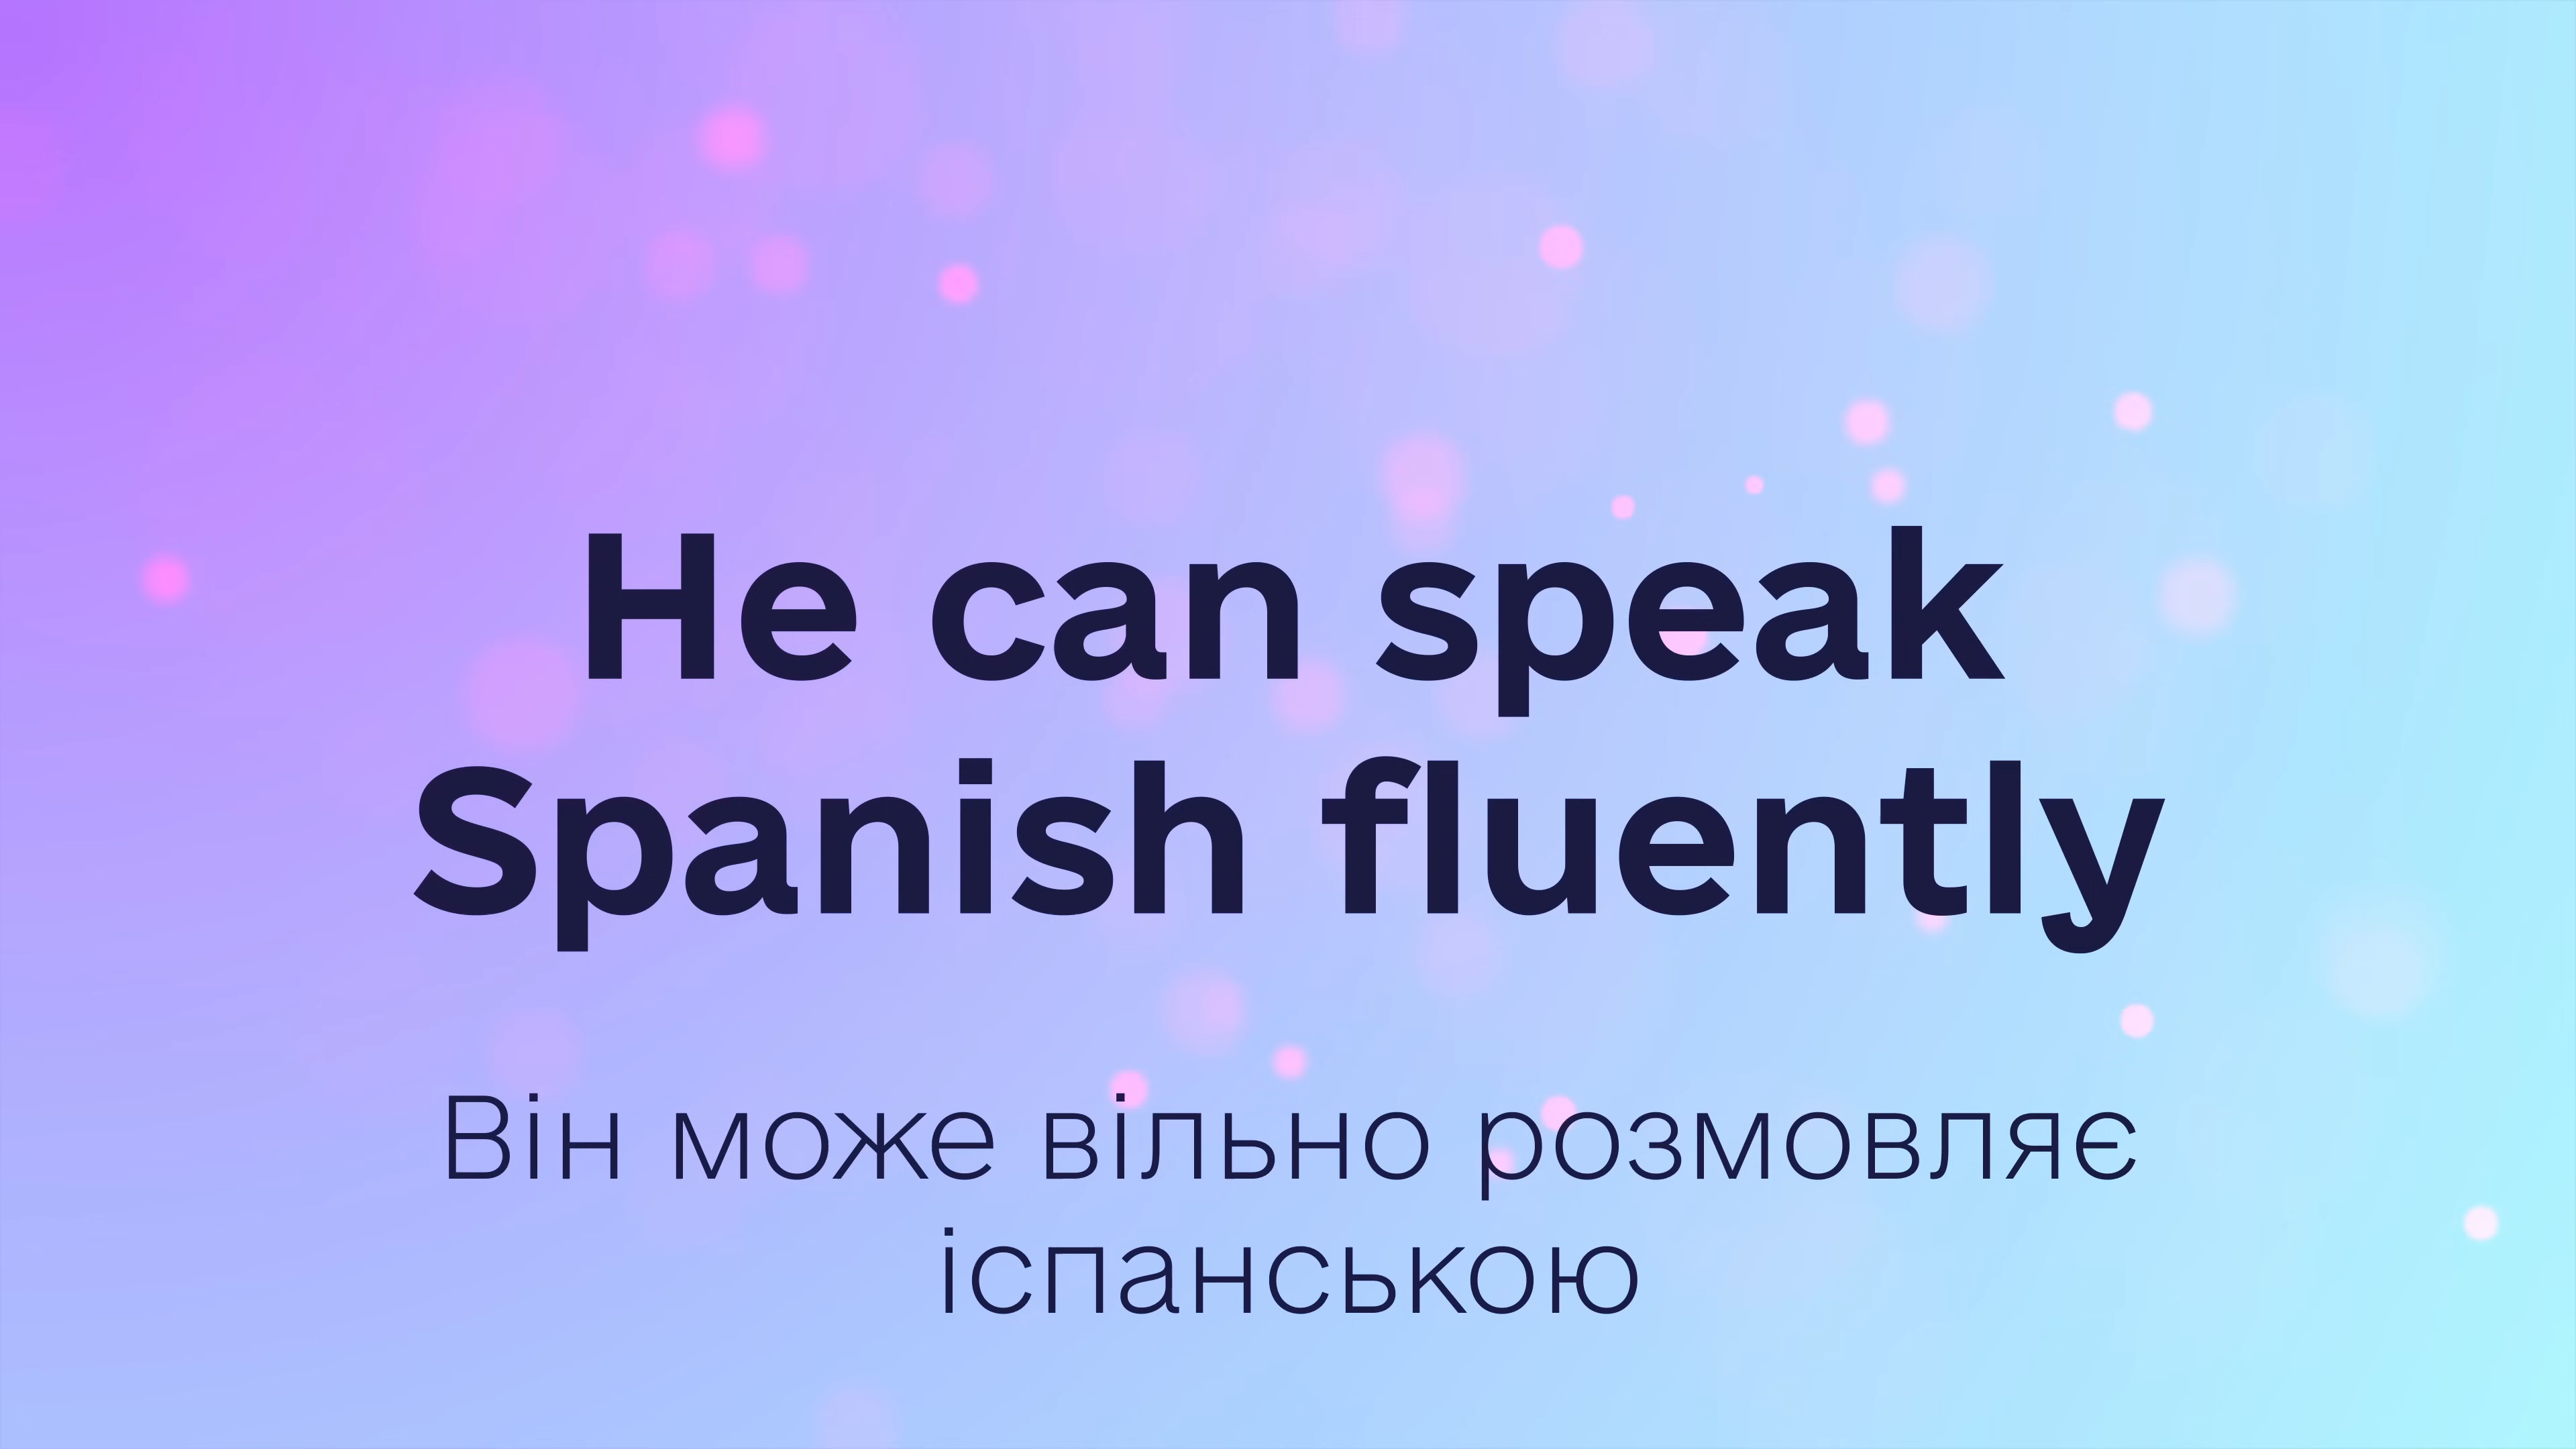 He can speak
Spanish fluently
Він може вільно розмовляє
іспанською